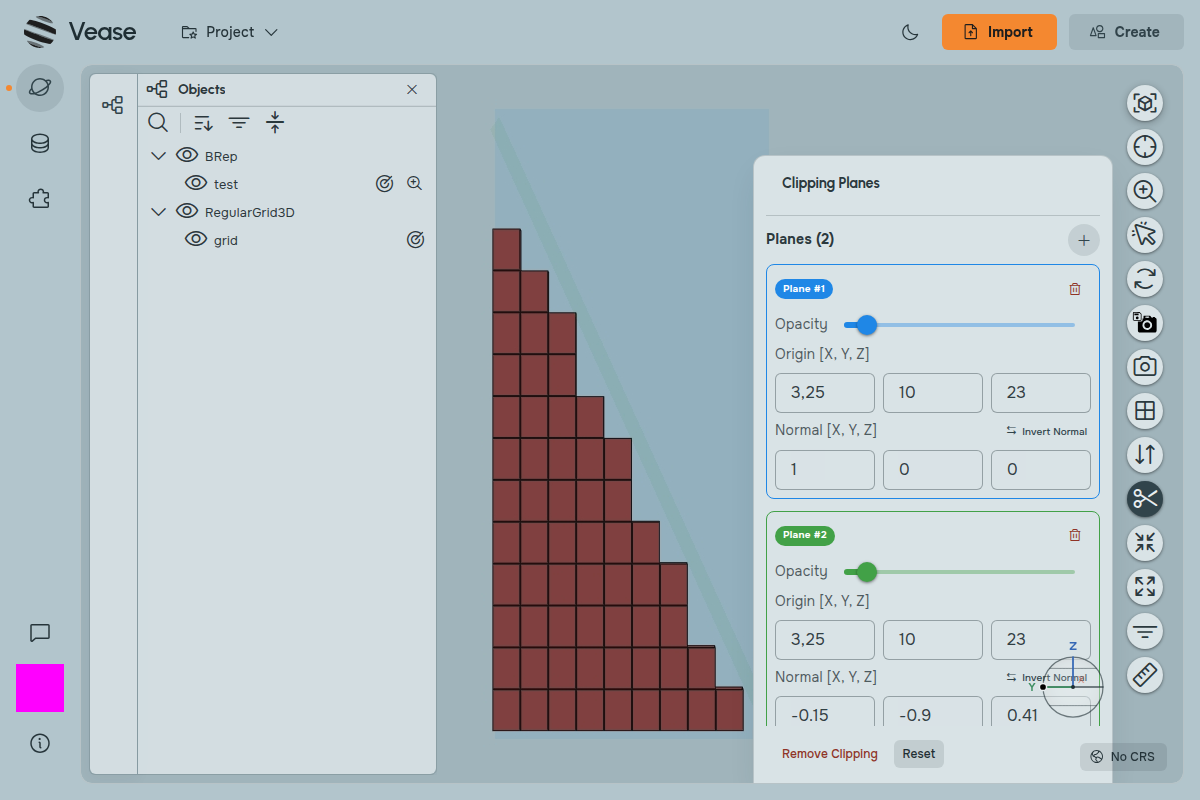 Vease
Project
Import
Create
Objects
BRep
test
RegularGrid3D
grid
Clipping Planes
Planes (2)
Plane #1
Opacity
Origin [X, Y, Z]
3,25 10 23
Normal [X, Y, Z] Invert Normal
1 0 0
Plane #2
Opacity
Origin [X, Y, Z]
3,25 10 23
Z
Normal [X, Y, Z] Invert Normal
Y
-0.15 -0.9 0.41
Remove Clipping Reset
No CRS